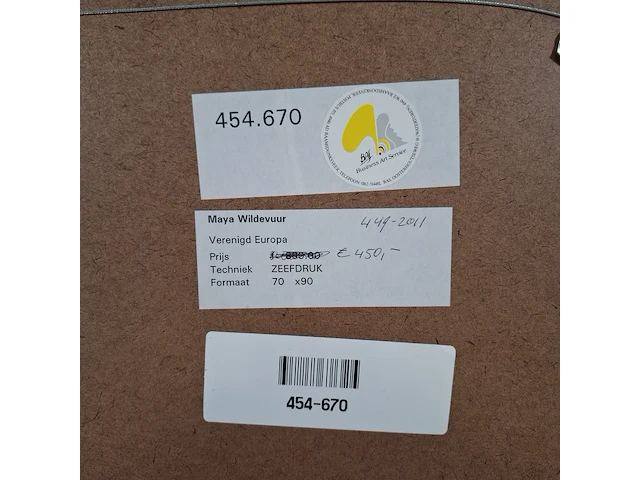 454.670
BAS
Business Art Service
Maya Wildevuur 449-2011
Verenigd Europa
Prijs € 450,-
Techniek ZEEFDRUK
Formaat 70 x90
454-670